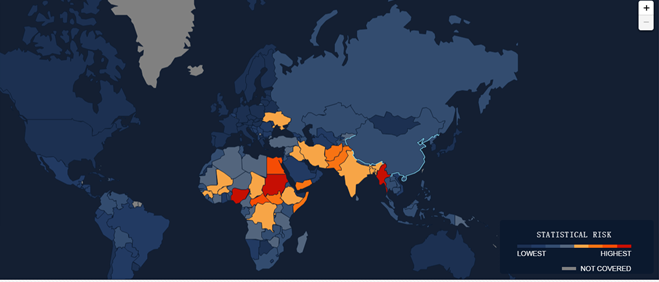 +
−
STATISTICAL RISK
LOWEST HIGHEST
NOT COVERED